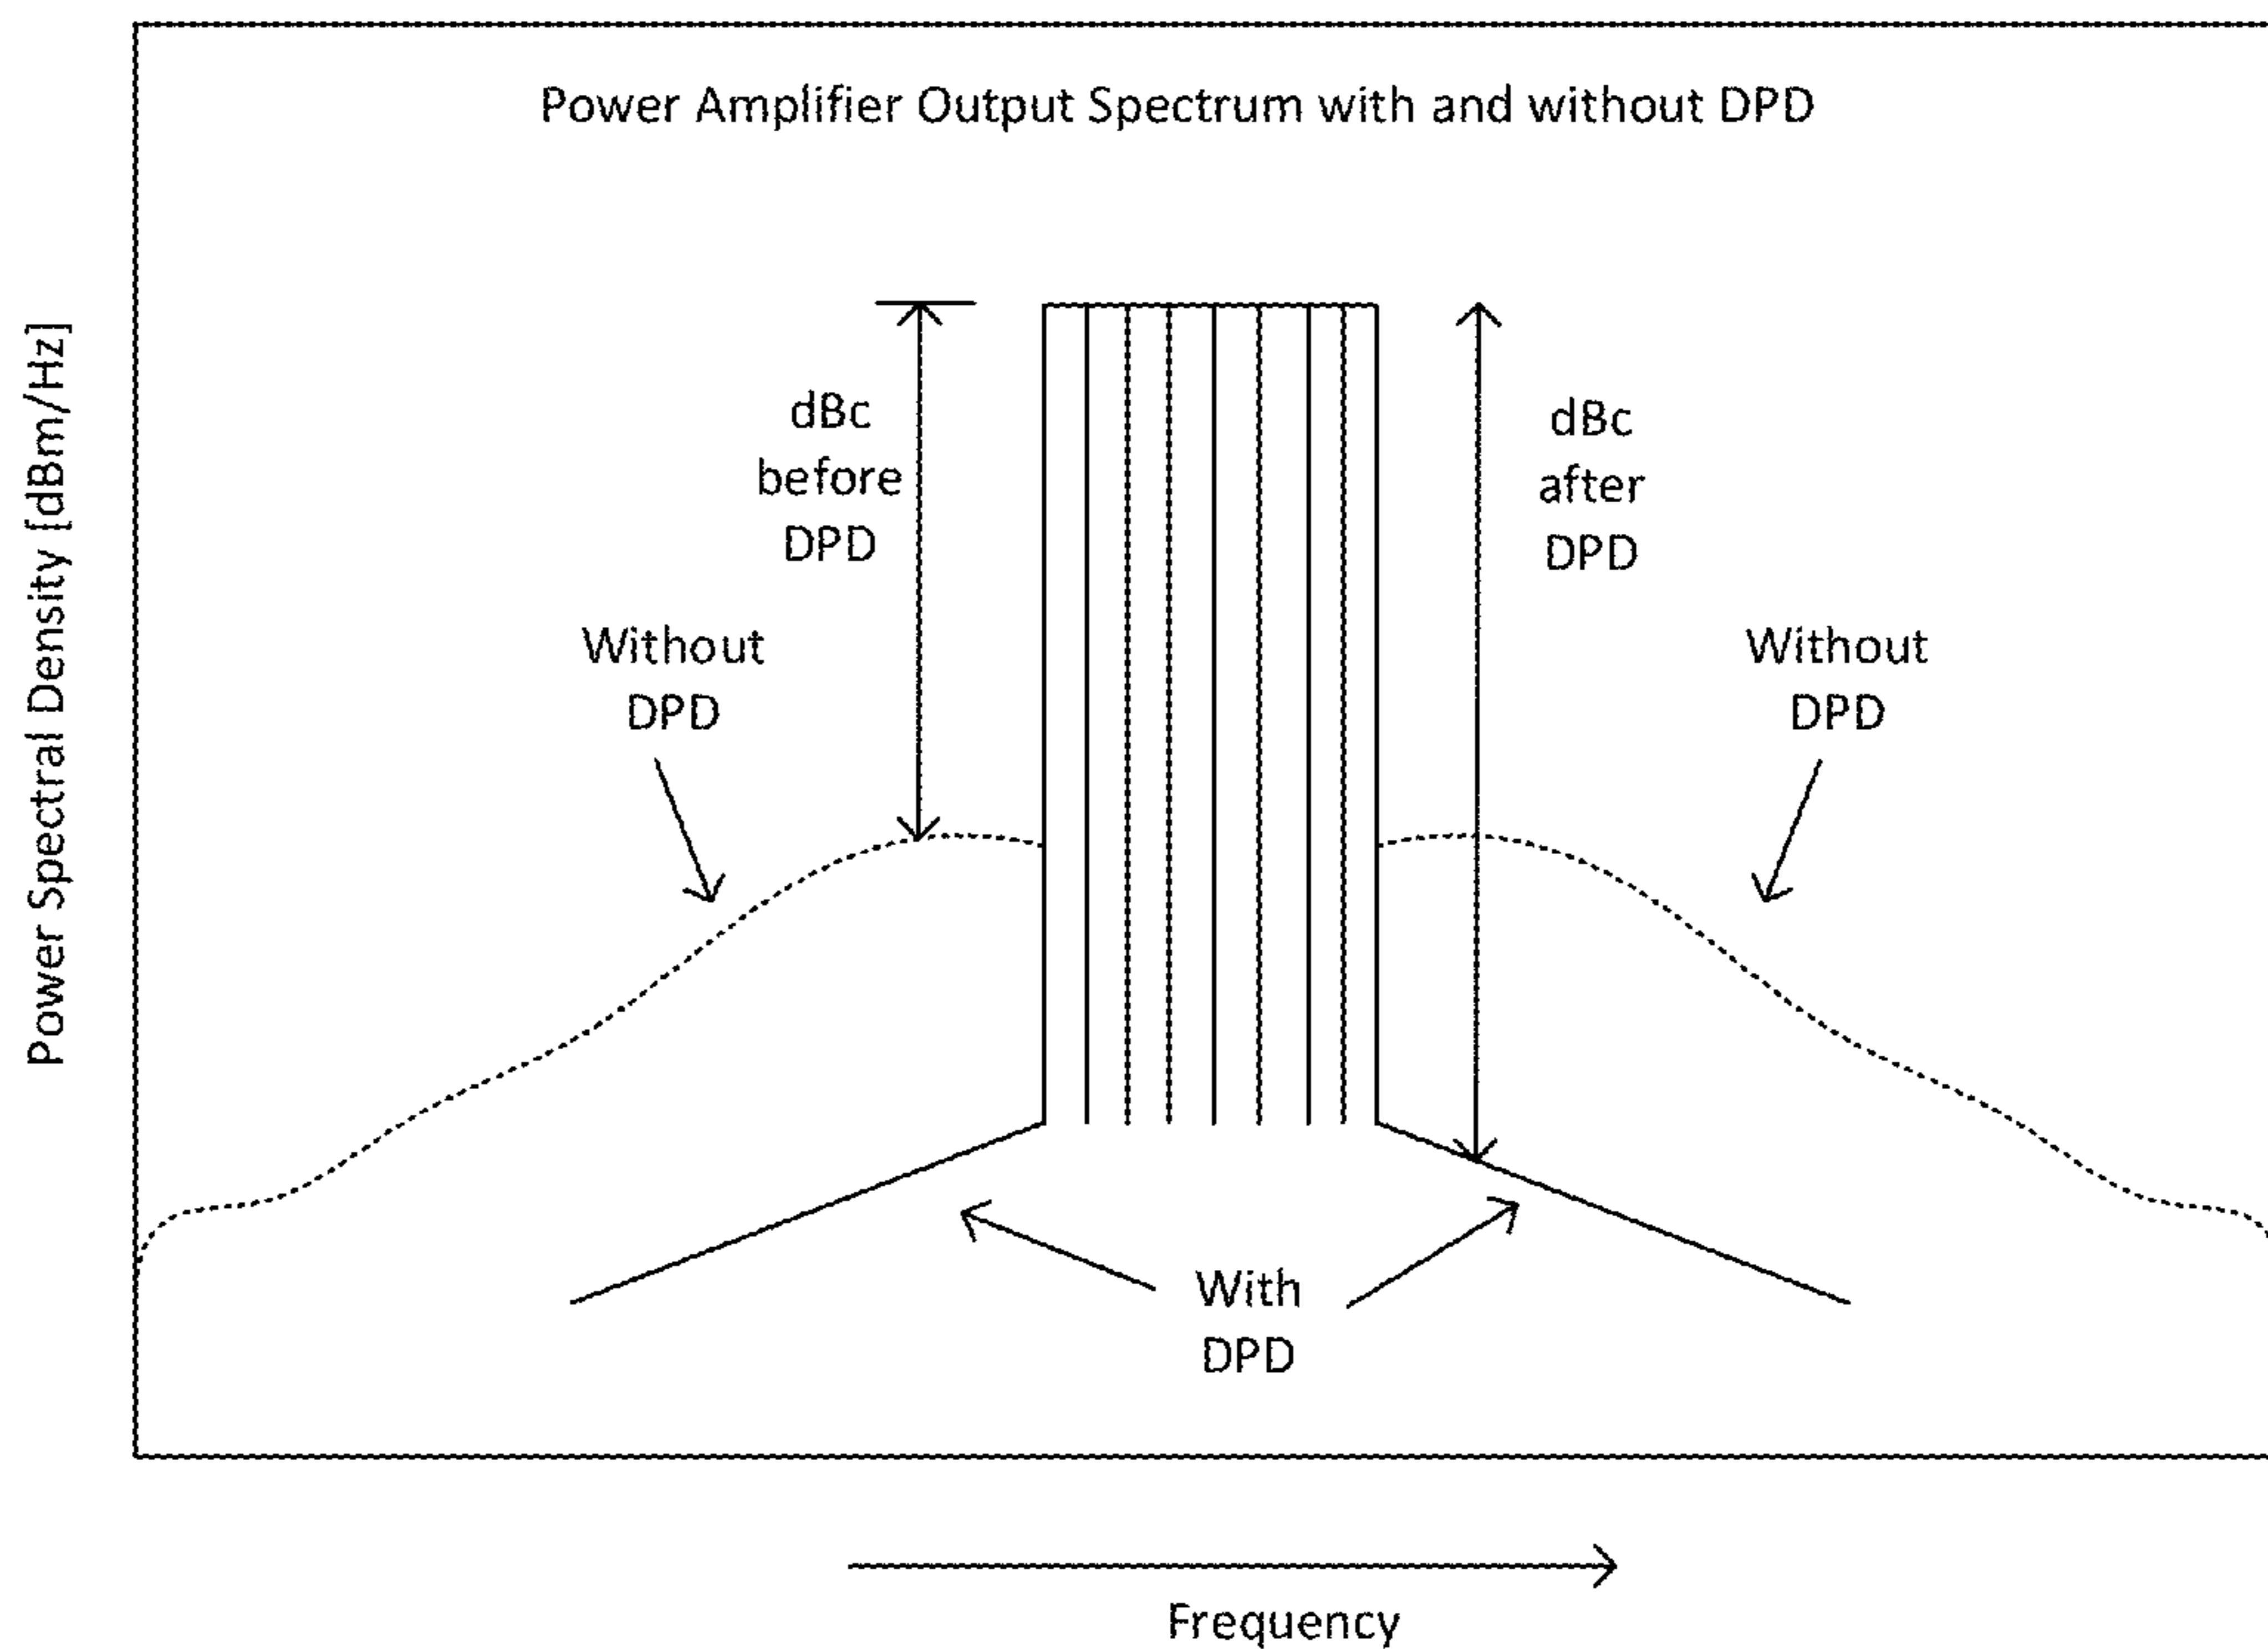 Power Amplifier Output Spectrum with and without DPD
Power Spectral Density [dBm/Hz]
dBc
before
DPD
dBc
after
DPD
Without
DPD
Without
DPD
With
DPD
Frequency